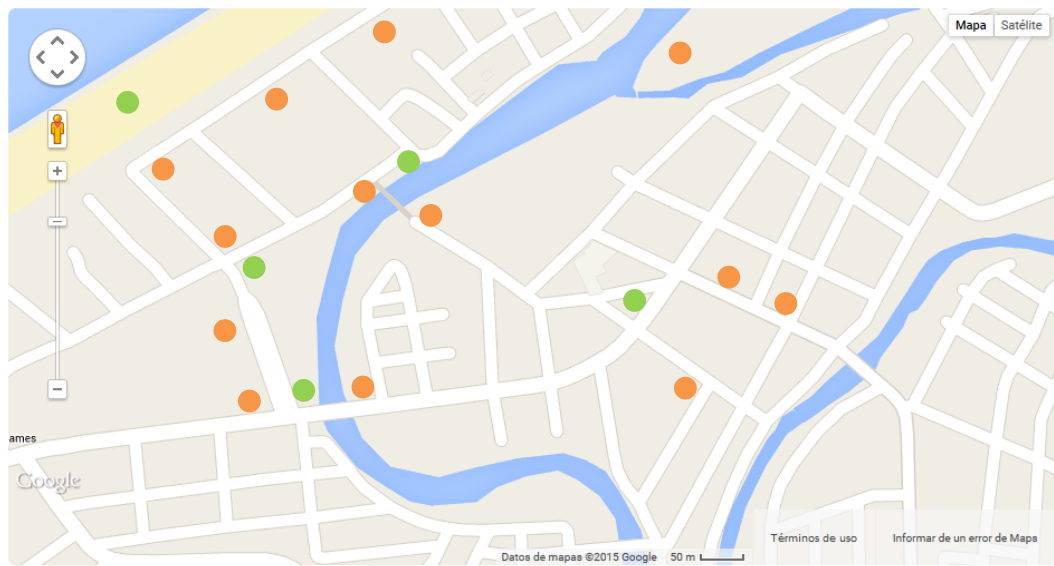 Mapa Satélite
ames
Google
Términos de uso Informar de un error de Maps
Datos de mapas ©2015 Google 50 m